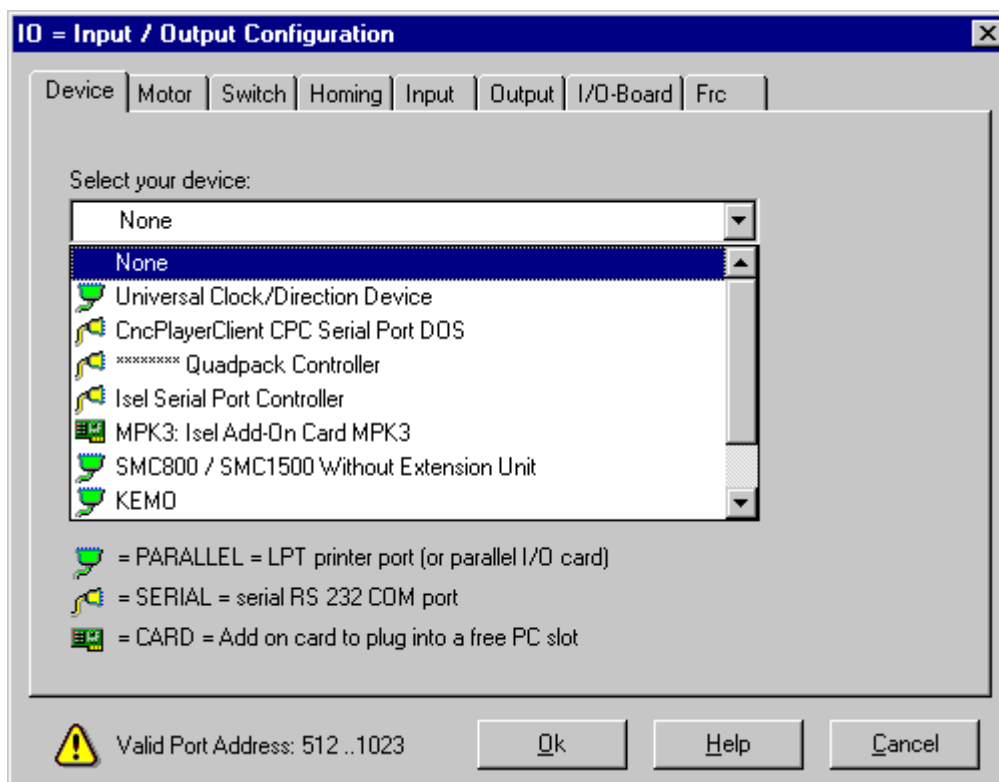 IO = Input / Output Configuration
Device Motor Switch Homing Input Output I/O-Board Frc
Select your device:
None
None
Universal Clock/Direction Device
CncPlayerClient CPC Serial Port DOS
******** Quadpack Controller
Isel Serial Port Controller
MPK3: Isel Add-On Card MPK3
SMC800 / SMC1500 Without Extension Unit
KEMO
= PARALLEL = LPT printer port (or parallel I/O card)
= SERIAL = serial RS 232 COM port
= CARD = Add on card to plug into a free PC slot
Valid Port Address: 512 ..1023 Ok Help Cancel